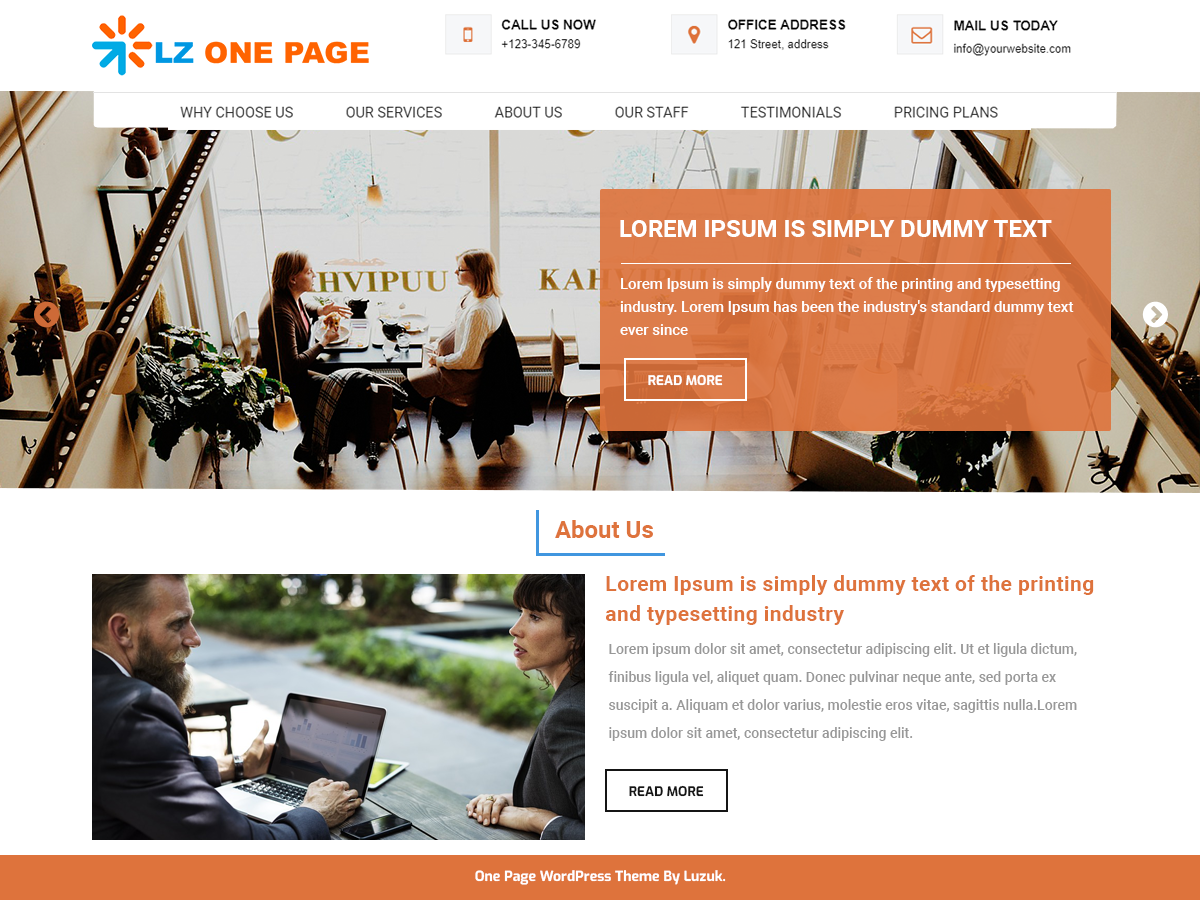 LZ ONE PAGE
CALL US NOW
+123-345-6789
OFFICE ADDRESS
121 Street, address
MAIL US TODAY
info@yourwebsite.com
WHY CHOOSE US
OUR SERVICES
ABOUT US
OUR STAFF
TESTIMONIALS
PRICING PLANS
AHVIPUU
KAHVIPUU
LOREM IPSUM IS SIMPLY DUMMY TEXT
Lorem Ipsum is simply dummy text of the printing and typesetting
industry. Lorem Ipsum has been the industry's standard dummy text
ever since
READ MORE
About Us
Lorem Ipsum is simply dummy text of the printing
and typesetting industry
Lorem ipsum dolor sit amet, consectetur adipiscing elit. Ut et ligula dictum,
finibus ligula vel, aliquet quam. Donec pulvinar neque ante, sed porta ex
suscipit a. Aliquam et dolor varius, molestie eros vitae, sagittis nulla.Lorem
ipsum dolor sit amet, consectetur adipiscing elit.
READ MORE
One Page WordPress Theme By Luzuk.